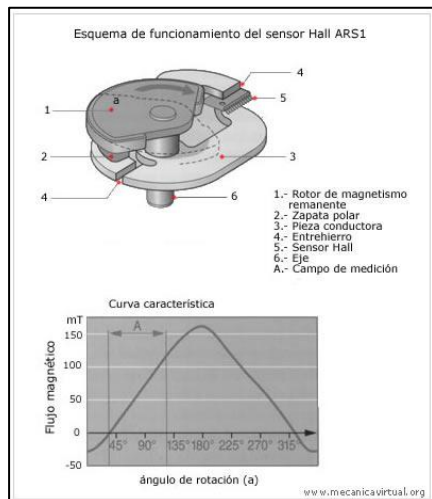 Esquema de funcionamiento del sensor Hall ARS1
4
5
1
a
2
3
4
6
1.- Rotor de magnetismo
remanente
2.- Zapata polar
3.- Pieza conductora
4.- Entrehierro
5.- Sensor Hall
6.- Eje
A.- Campo de medición
Curva característica
mT
A
150
100
50
0
-50
Flujo magnético
45° 90° 135° 180° 225° 270° 315°
ángulo de rotación (a)
www.mecanicavirtual.org